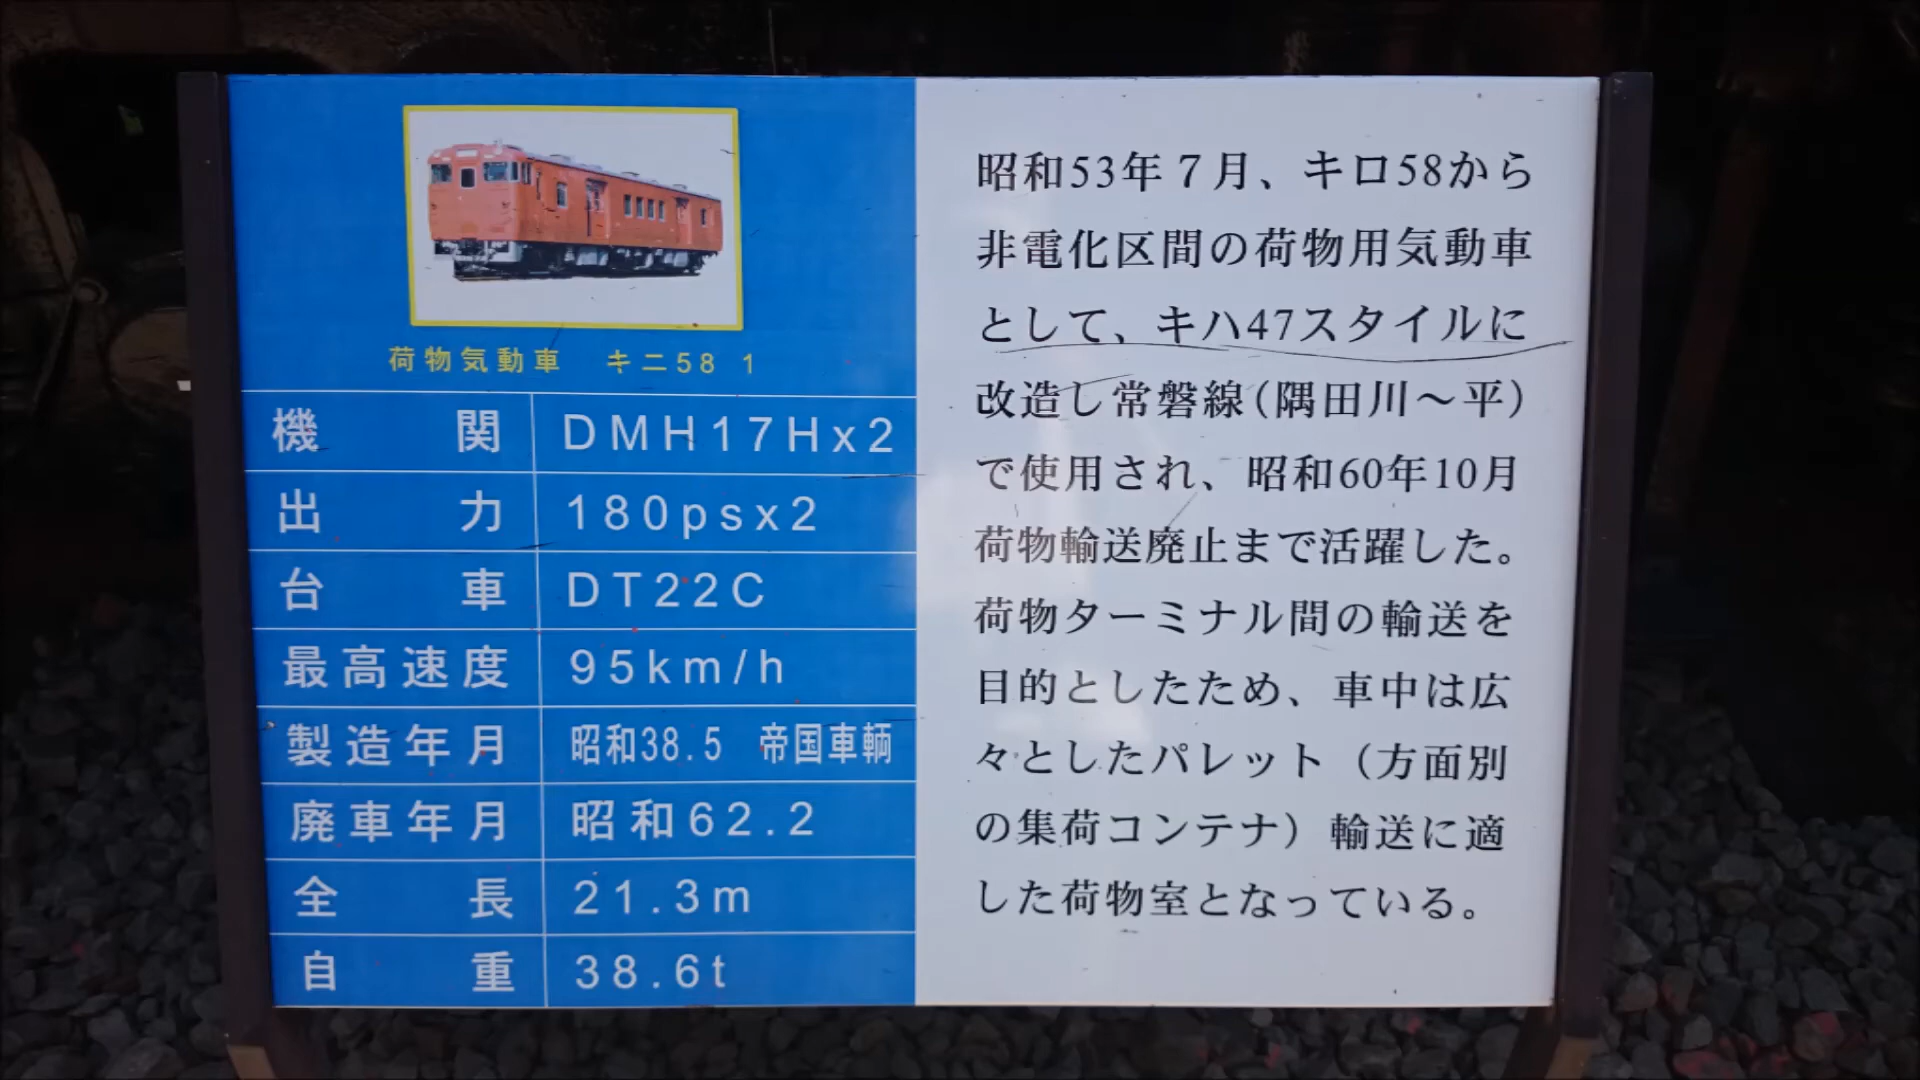 荷物気動車 キニ58 1
機関 DMH17Hx2
出力 180psx2
台車 DT22C
最高速度 95km/h
製造年月 昭和38.5 帝国車輌
廃車年月 昭和62.2
全長 21.3m
自重 38.6t
昭和53年7月、キロ58から
非電化区間の荷物用気動車
として、キハ47スタイルに
改造し常磐線(隅田川～平)
で使用され、昭和60年10月
荷物輸送廃止まで活躍した。
荷物ターミナル間の輸送を
目的としたため、車中は広
々としたパレット（方面別
の集荷コンテナ）輸送に適
した荷物室となっている。